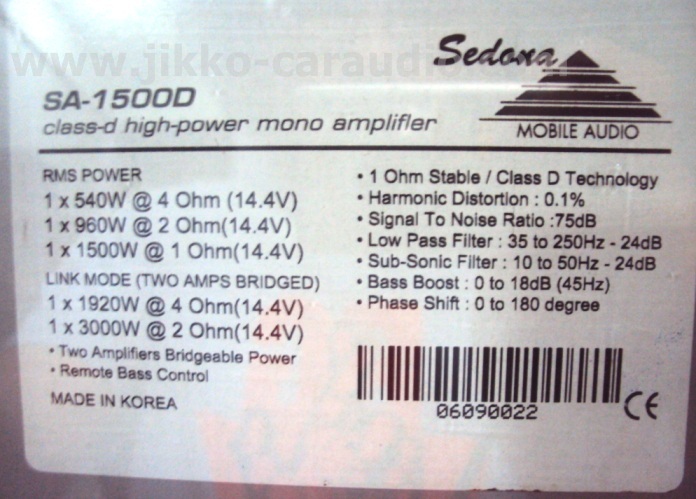 www.jikko-caraudio
Sedona
MOBILE AUDIO
SA-1500D
class-d high-power mono amplifier
RMS POWER
1 x 540W @ 4 Ohm (14.4V)
1 x 960W @ 2 Ohm(14.4V)
1 x 1500W @ 1 Ohm (14.4V)
LINK MODE (TWO AMPS BRIDGED)
1 x 1920W @ 4 Ohm(14.4V)
1 x 3000W @ 2 Ohm(14.4V)
• Two Amplifiers Bridgeable Power
• Remote Bass Control
MADE IN KOREA
• 1 Ohm Stable / Class D Technology
• Harmonic Distortion : 0.1%
• Signal To Noise Ratio :75dB
• Low Pass Filter : 35 to 250Hz - 24dB
• Sub-Sonic Filter : 10 to 50Hz - 24dB
• Bass Boost : 0 to 18dB (45Hz)
• Phase Shift : 0 to 180 degree
06090022
CE